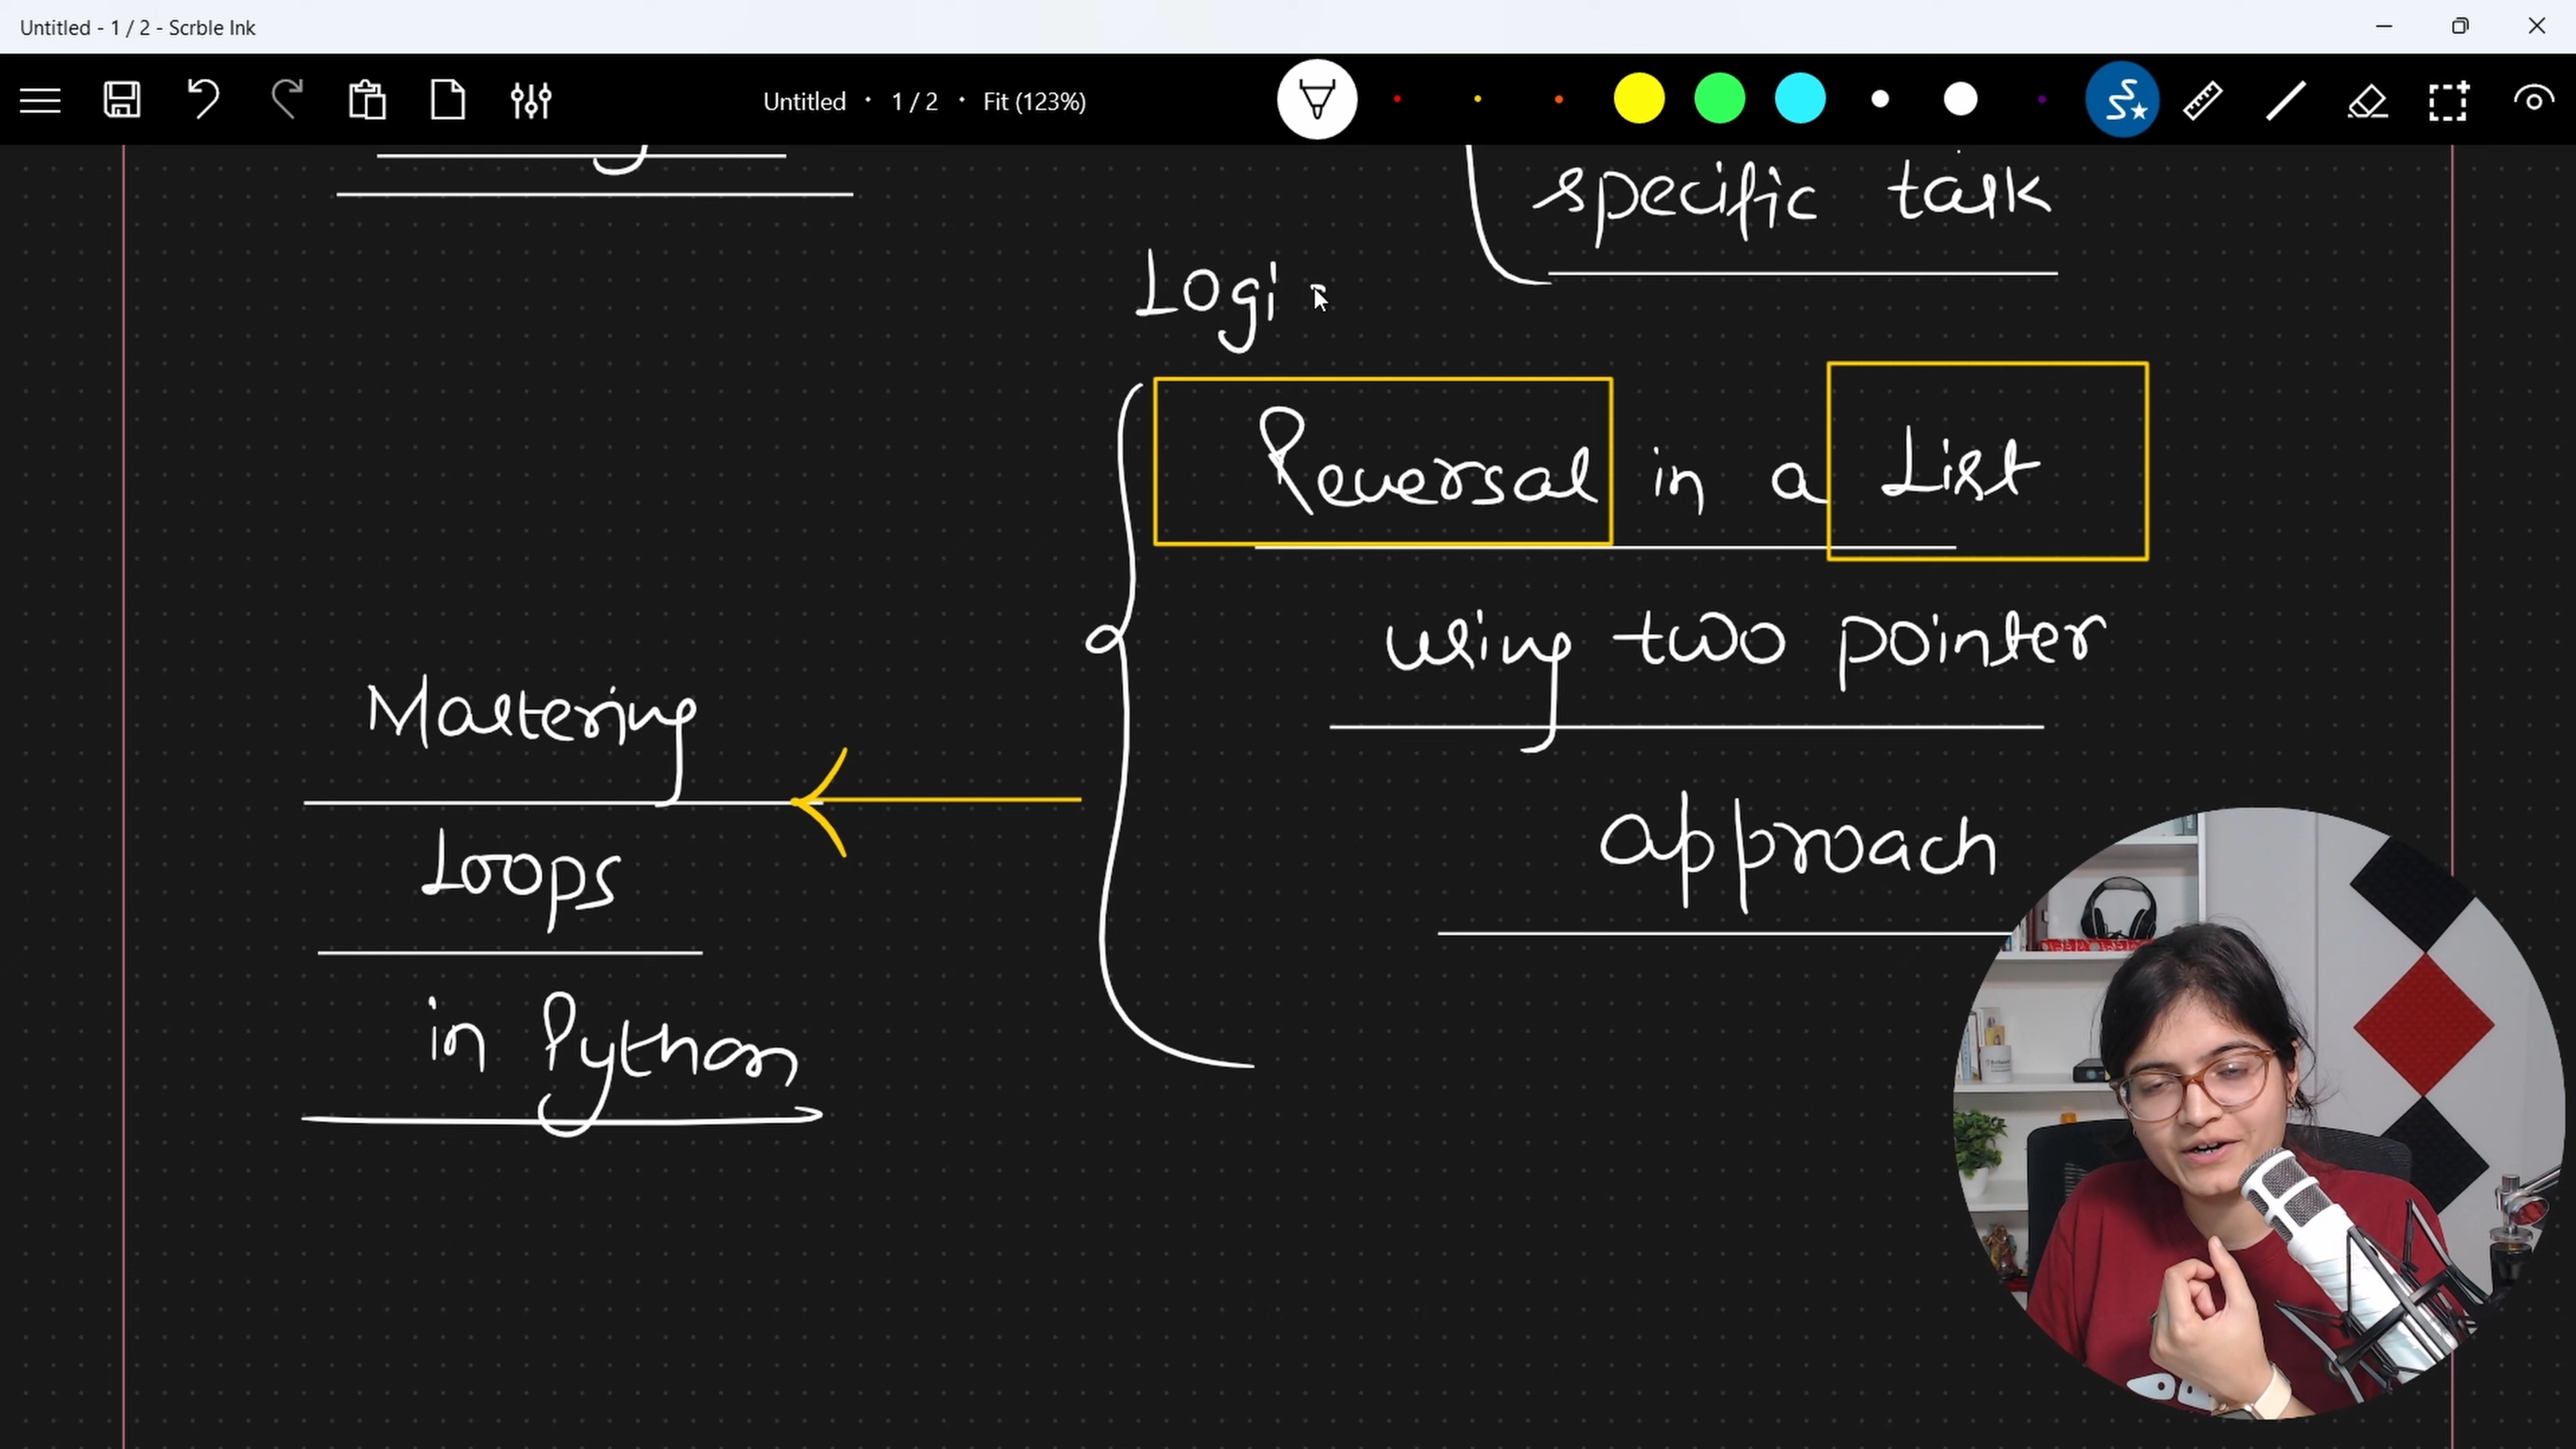 Untitled - 1 / 2 - Scrble Ink
Untitled • 1 / 2 • Fit (123%)
specific task
Logi
Reversal in a List
using two pointer
approach
Mastering
Loops
in Python